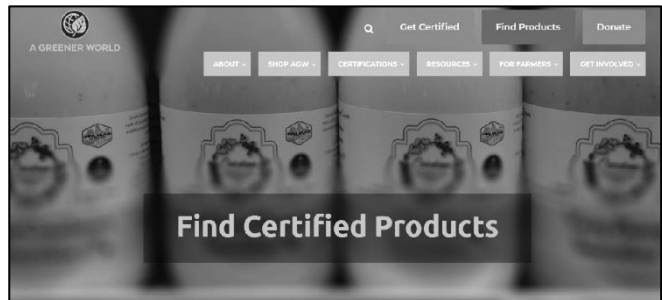 Get Certified Find Products Donate
A GREENER WORLD
ABOUT SHOP AGW CERTIFICATIONS RESOURCES FOR FARMERS GET INVOLVED
Find Certified Products